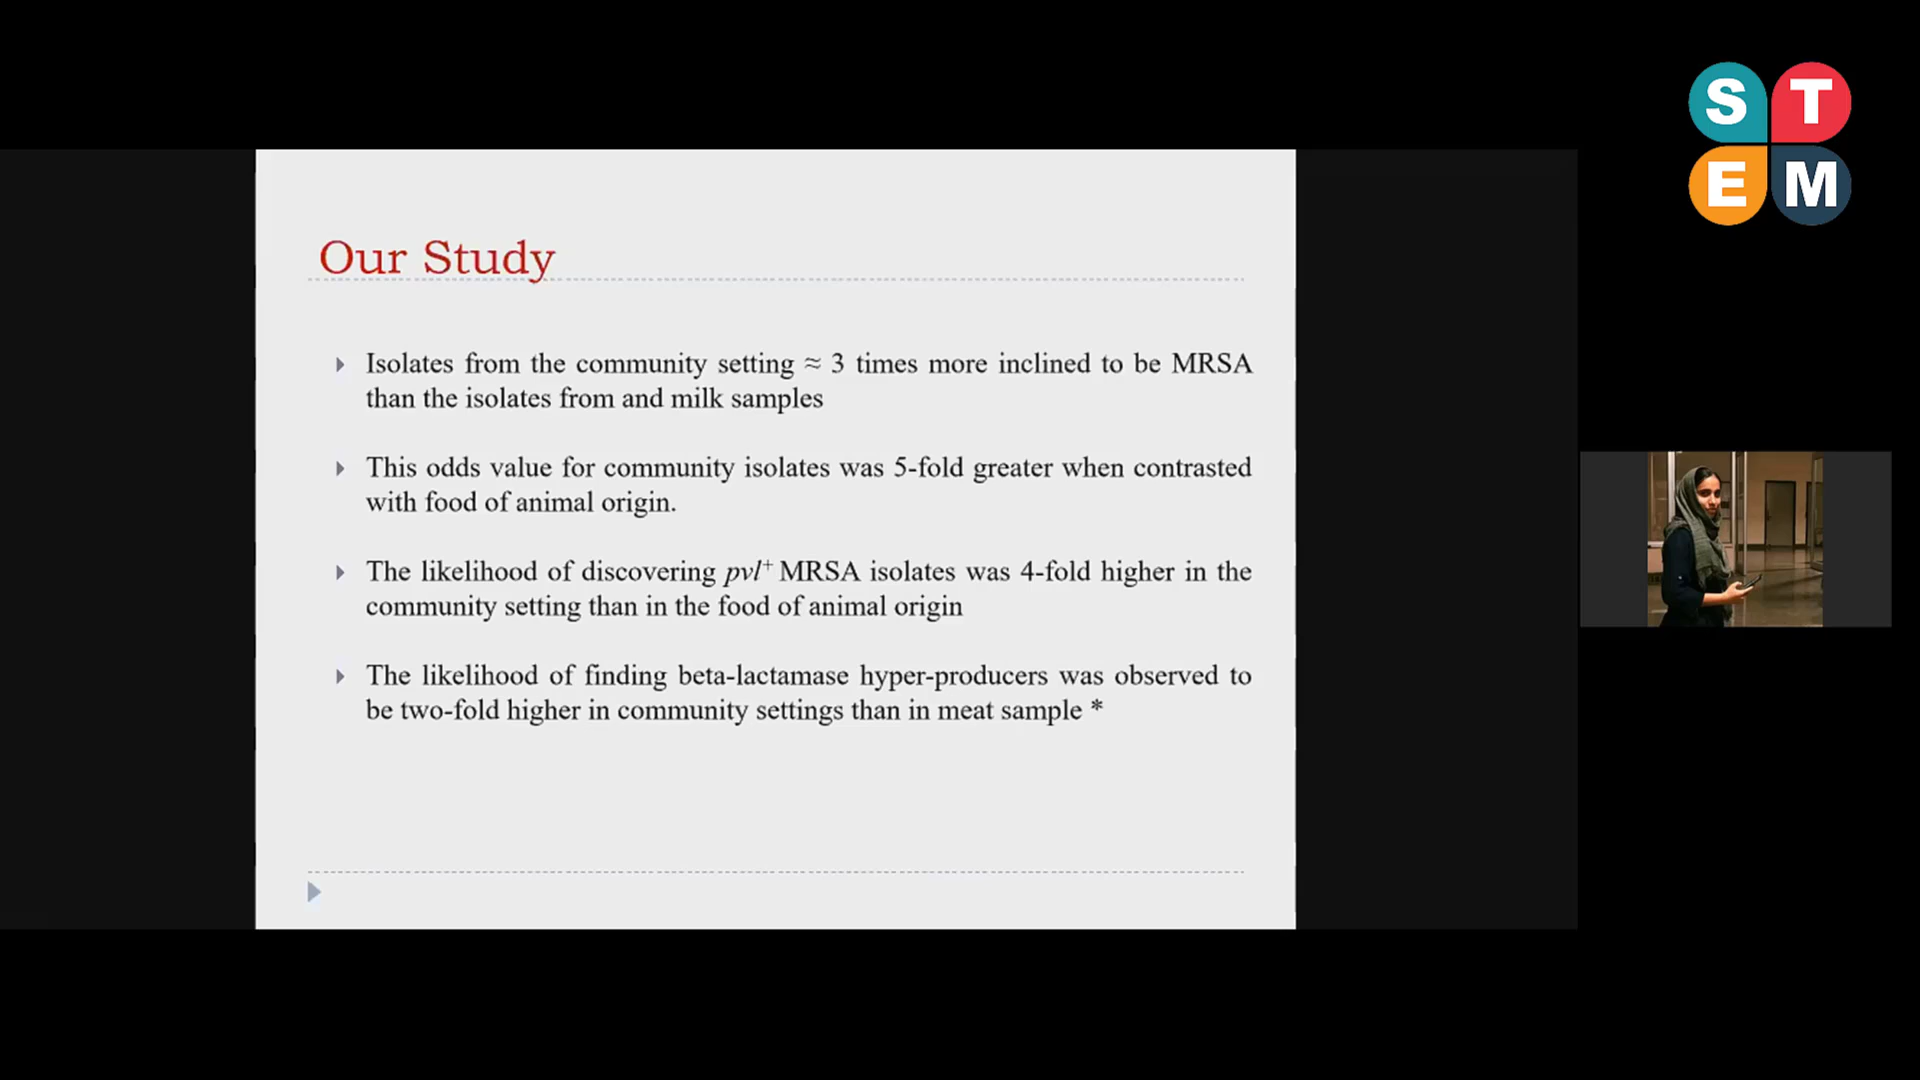 S T
E M
Our Study
Isolates from the community setting ≈ 3 times more inclined to be MRSA
than the isolates from and milk samples
This odds value for community isolates was 5-fold greater when contrasted
with food of animal origin.
The likelihood of discovering pvl⁺ MRSA isolates was 4-fold higher in the
community setting than in the food of animal origin
The likelihood of finding beta-lactamase hyper-producers was observed to
be two-fold higher in community settings than in meat sample *